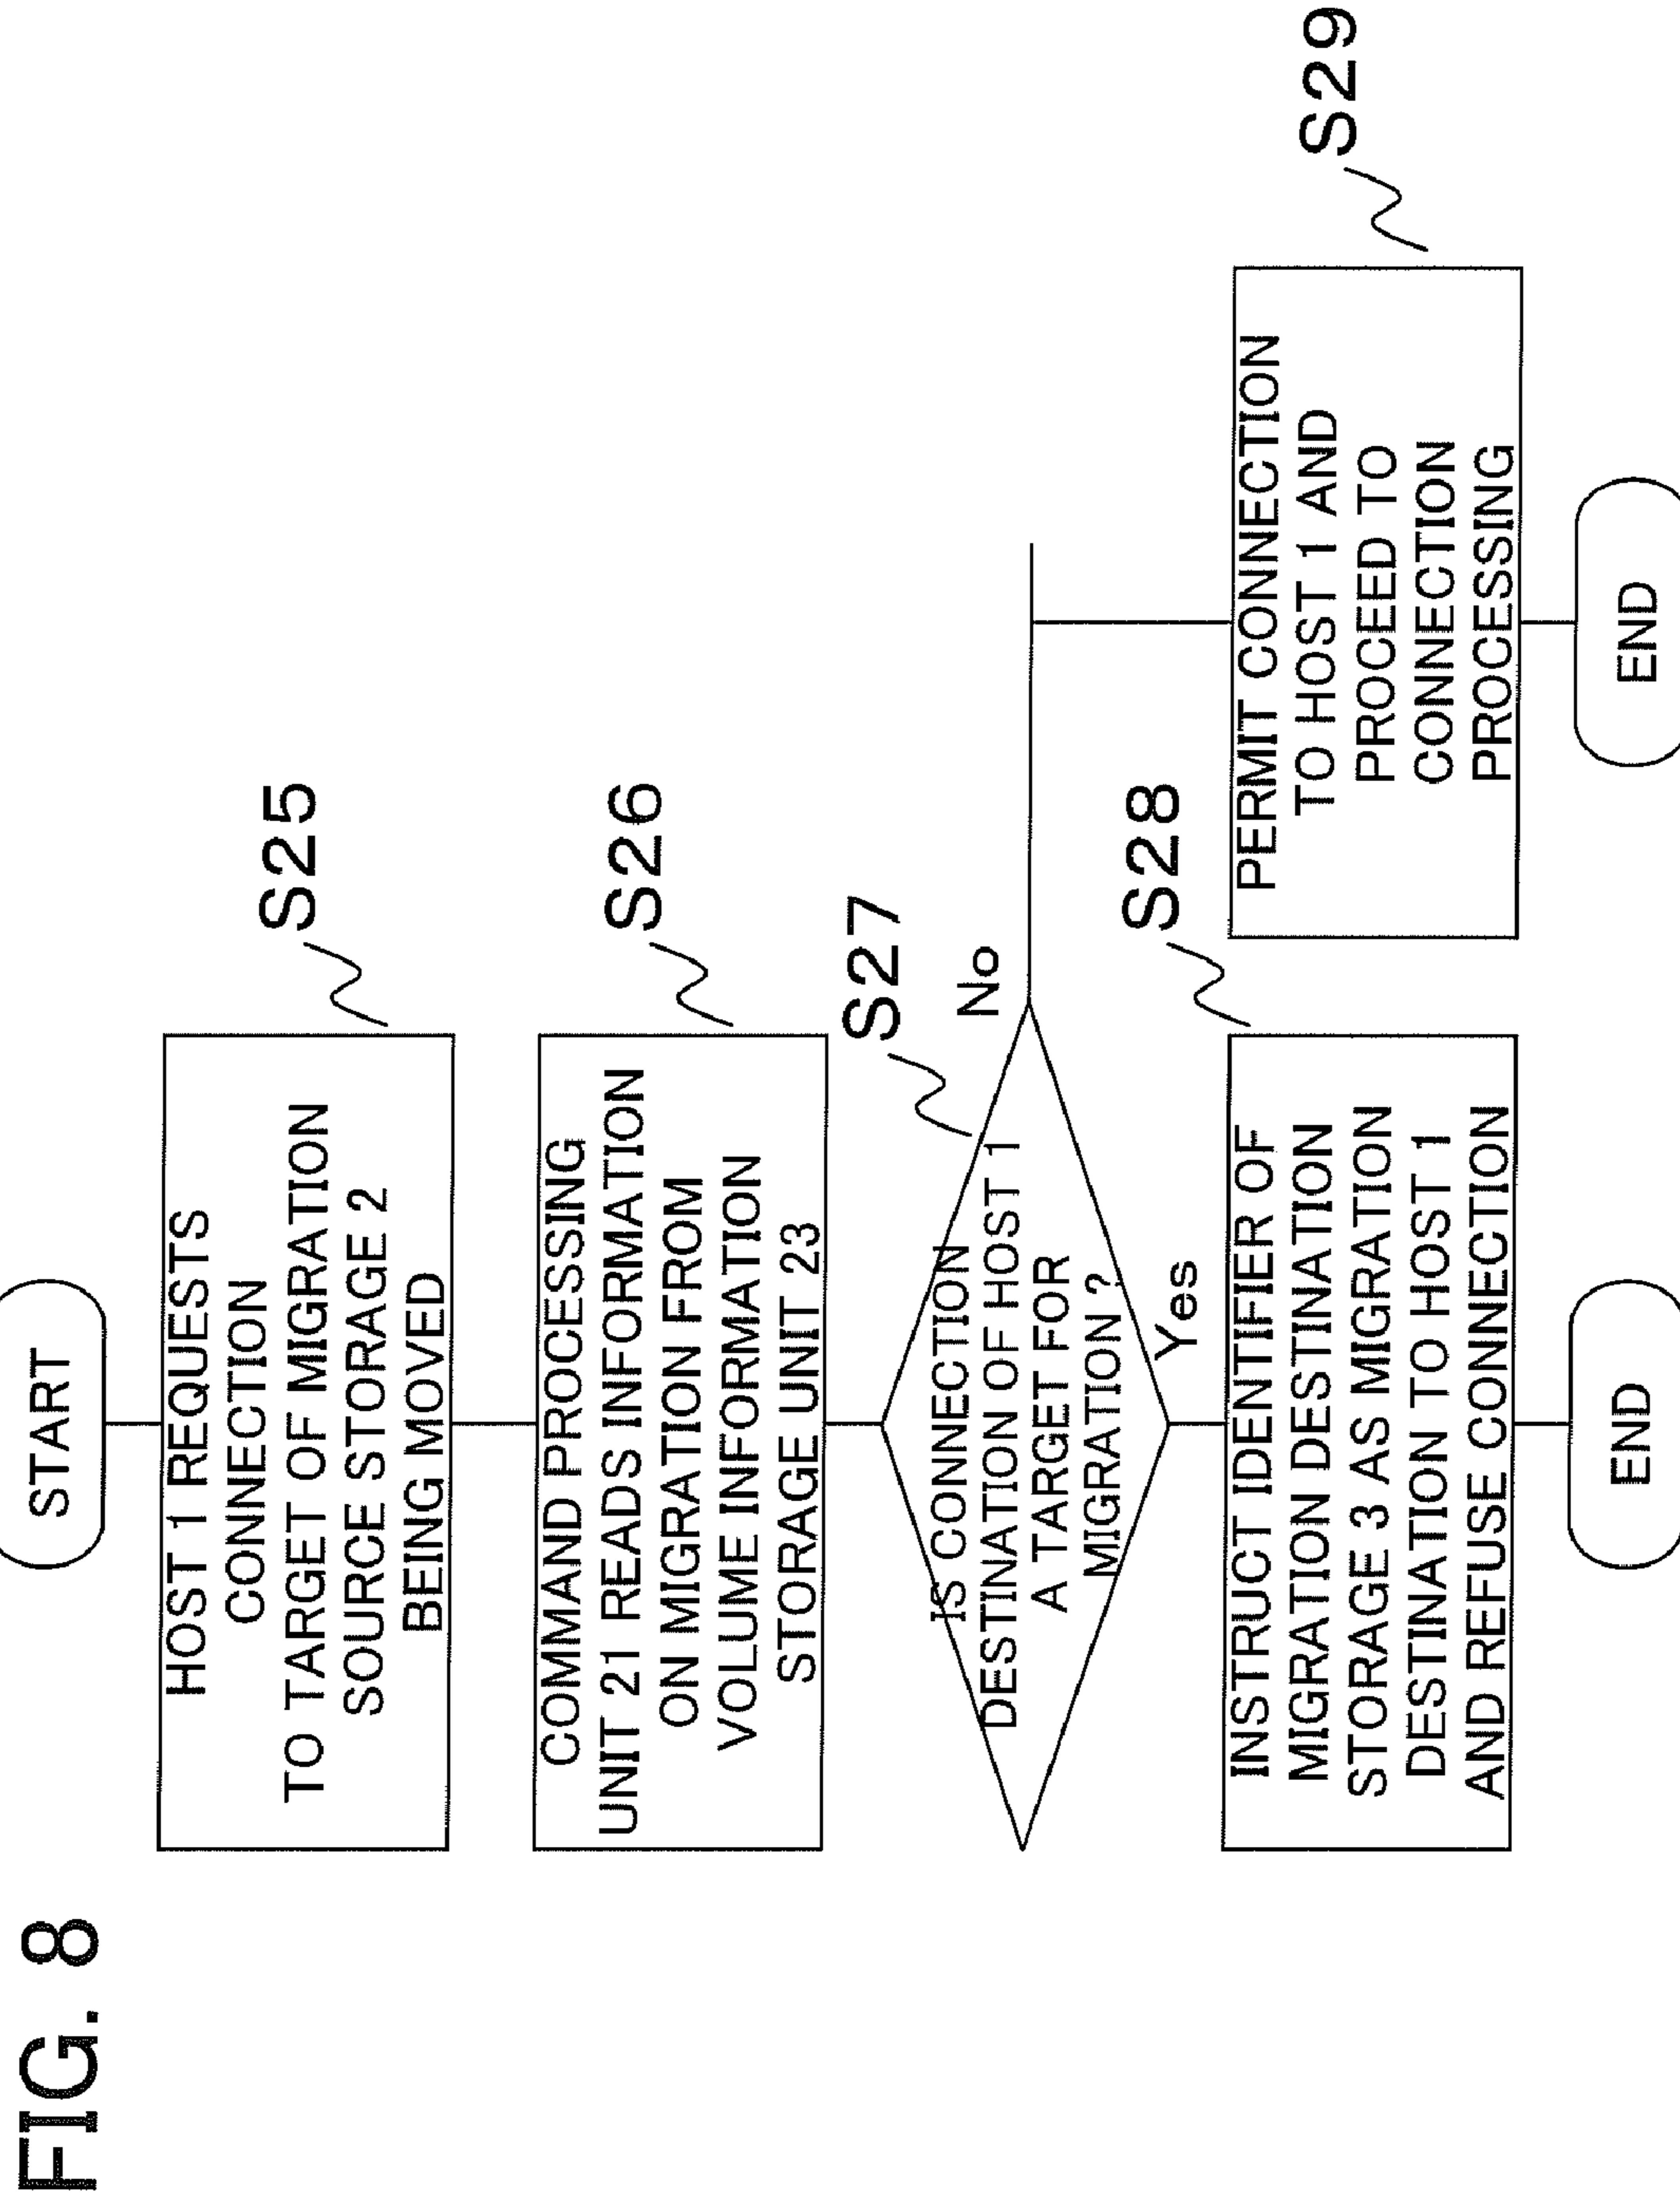 FIG. 8
START
HOST 1 REQUESTS
CONNECTION
TO TARGET OF MIGRATION
SOURCE STORAGE 2
BEING MOVED
S25
COMMAND PROCESSING
UNIT 21 READS INFORMATION
ON MIGRATION FROM
VOLUME INFORMATION
STORAGE UNIT 23
S26
IS CONNECTION
DESTINATION OF HOST 1
A TARGET FOR
MIGRATION ?
S27
No
Yes
INSTRUCT IDENTIFIER OF
MIGRATION DESTINATION
STORAGE 3 AS MIGRATION
DESTINATION TO HOST 1
AND REFUSE CONNECTION
S28
END
PERMIT CONNECTION
TO HOST 1 AND
PROCEED TO
CONNECTION
PROCESSING
S29
END